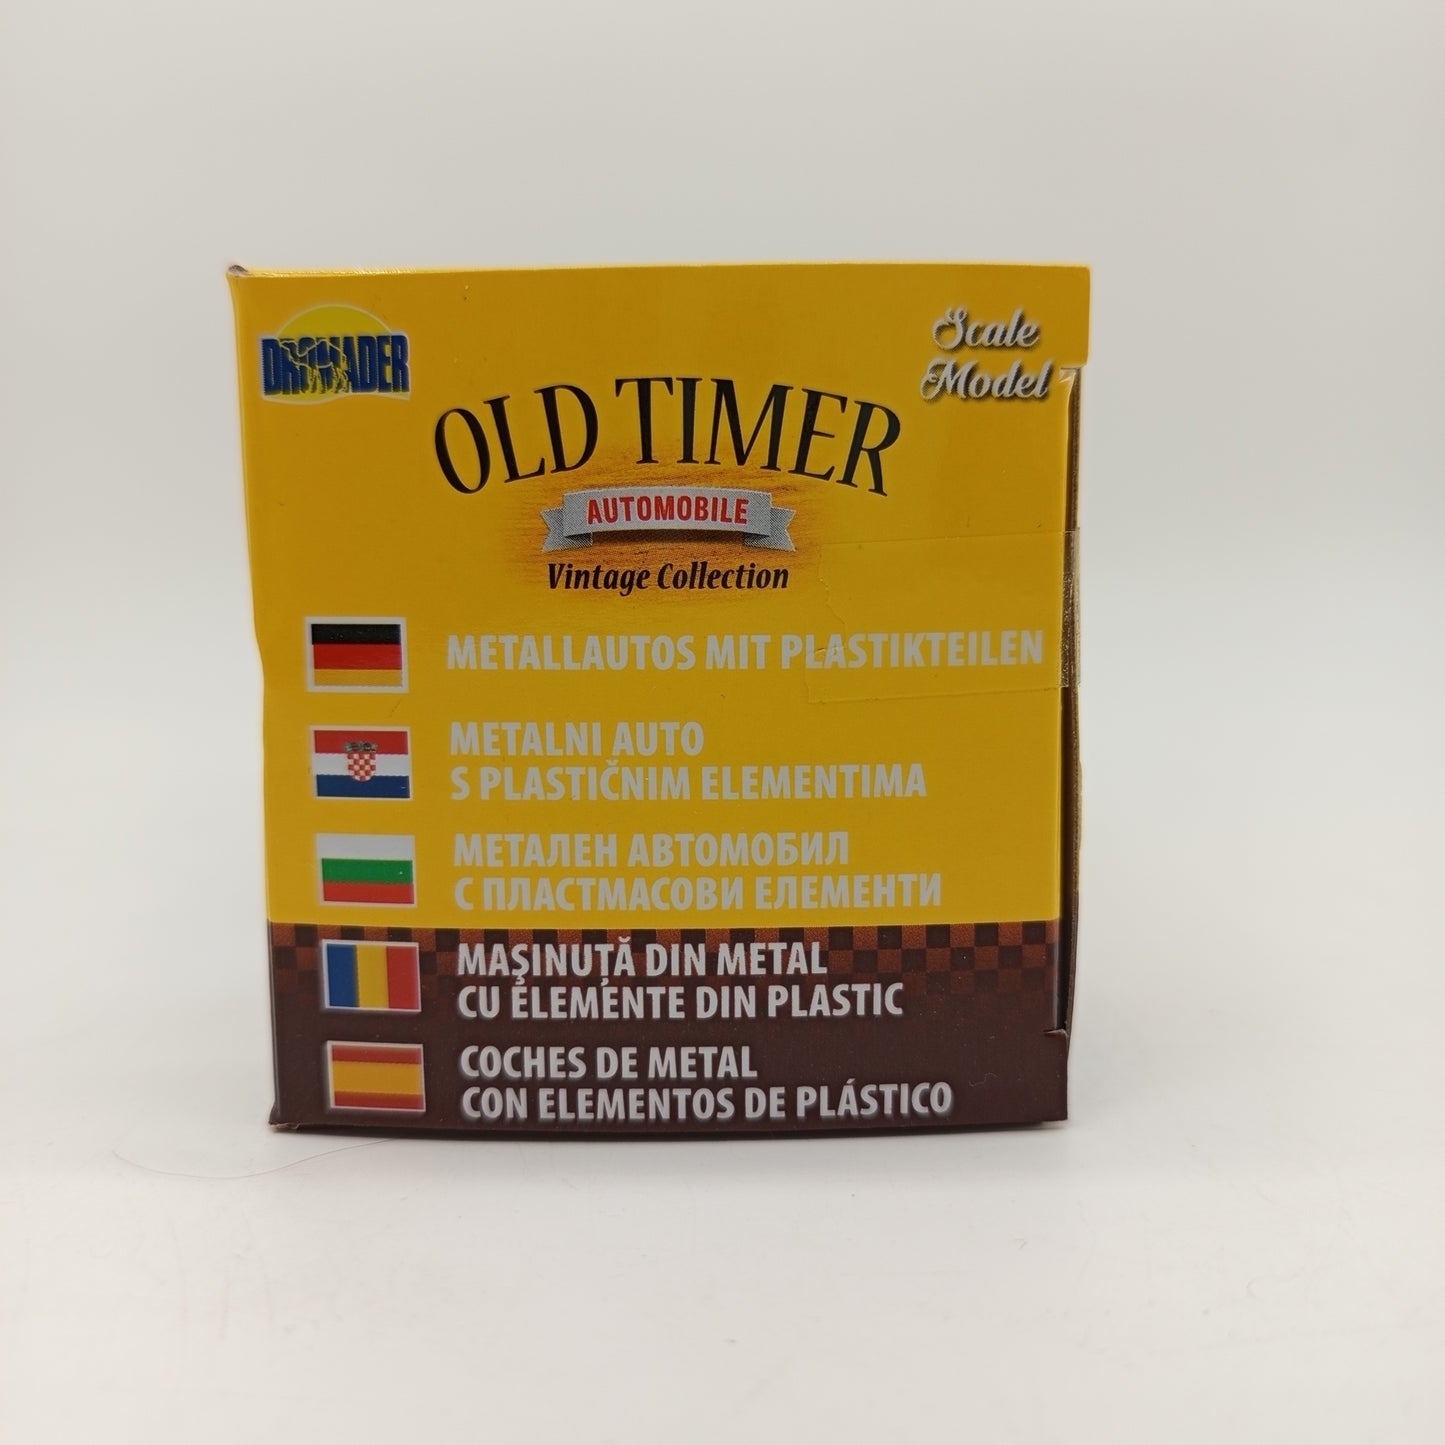 DROMADER
Scale
Model
OLD TIMER
AUTOMOBILE
Vintage Collection
METALLAUTOS MIT PLASTIKTEILEN
METALNI AUTO
S PLASTIČNIM ELEMENTIMA
МЕТАЛЕН АВТОМОБИЛ
С ПЛАСТМАСОВИ ЕЛЕМЕНТИ
MAŞINUŢĂ DIN METAL
CU ELEMENTE DIN PLASTIC
COCHES DE METAL
CON ELEMENTOS DE PLÁSTICO